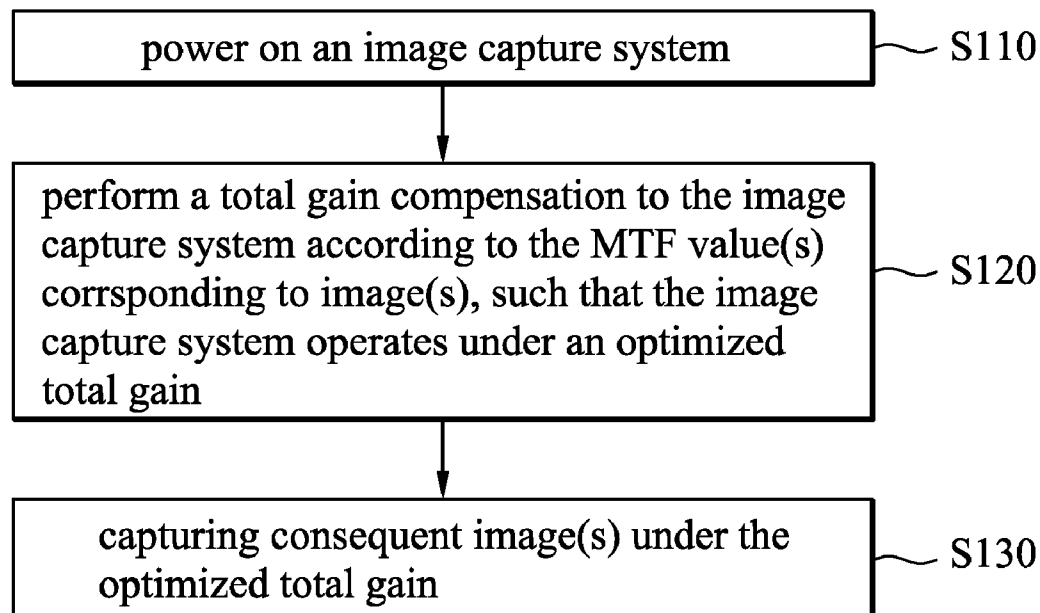 power on an image capture system
S110
perform a total gain compensation to the image
capture system according to the MTF value(s)
corrsponding to image(s), such that the image
capture system operates under an optimized
total gain
S120
capturing consequent image(s) under the
optimized total gain
S130